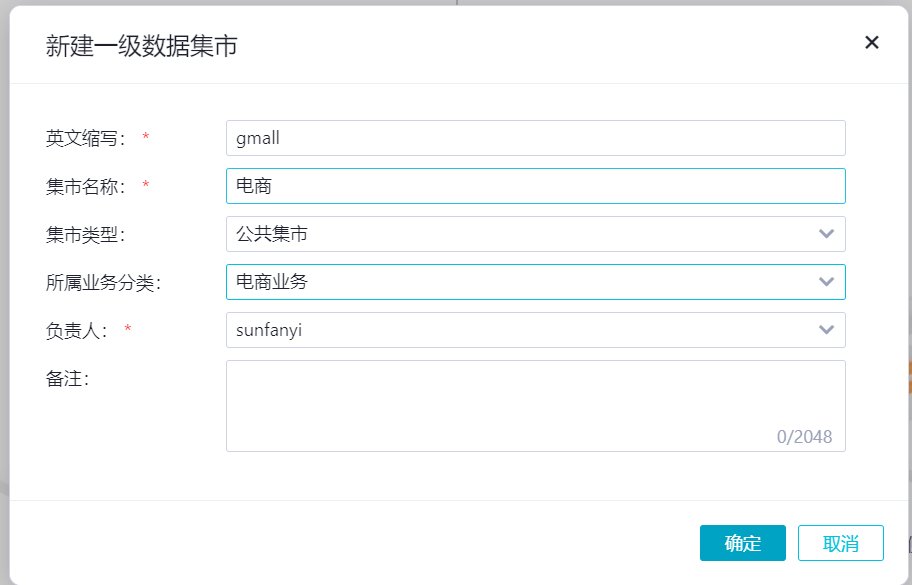 新建一级数据集市
英文缩写： * gmall
集市名称： * 电商
集市类型： 公共集市
所属业务分类： 电商业务
负责人： * sunfanyi
备注：
0/2048
确定 取消